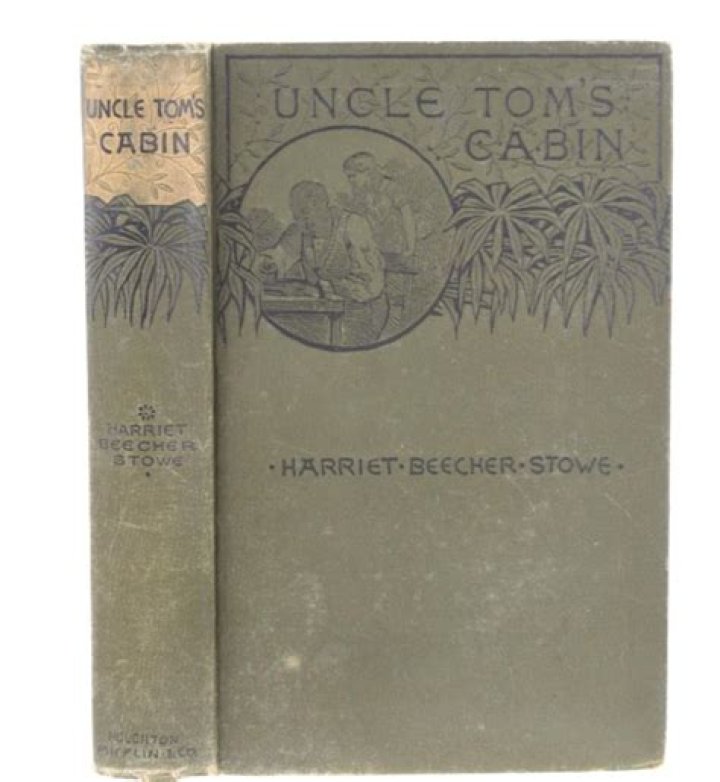 UNCLE TOM'S
CABIN
HARRIET
BEECHER
STOWE
HOUGHTON
MIFFLIN & CO.
UNCLE TOM'S
CABIN
· HARRIET · BEECHER · STOWE ·